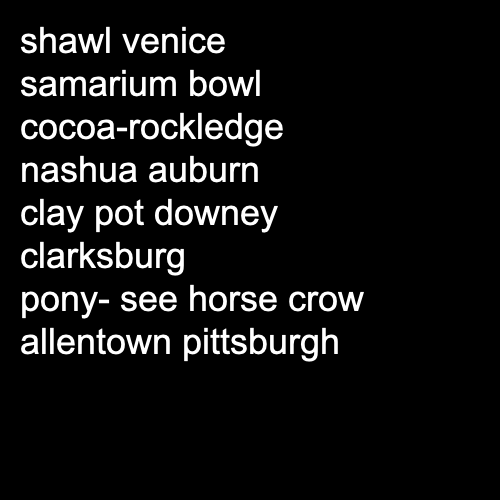 shawl venice
samarium bowl
cocoa-rockledge
nashua auburn
clay pot downey
clarksburg
pony- see horse crow
allentown pittsburgh